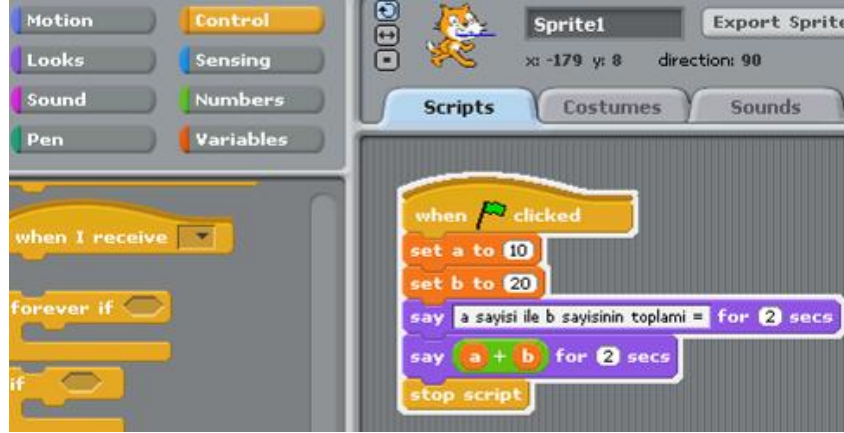 Motion Control
Looks Sensing
Sound Numbers
Pen Variables
when I receive
forever if
if
Sprite1 Export Sprite
x: -179 y: 8 direction: 90
Scripts Costumes Sounds
when clicked
set a to 10
set b to 20
say a sayisi ile b sayisinin toplami = for 2 secs
say a + b for 2 secs
stop script